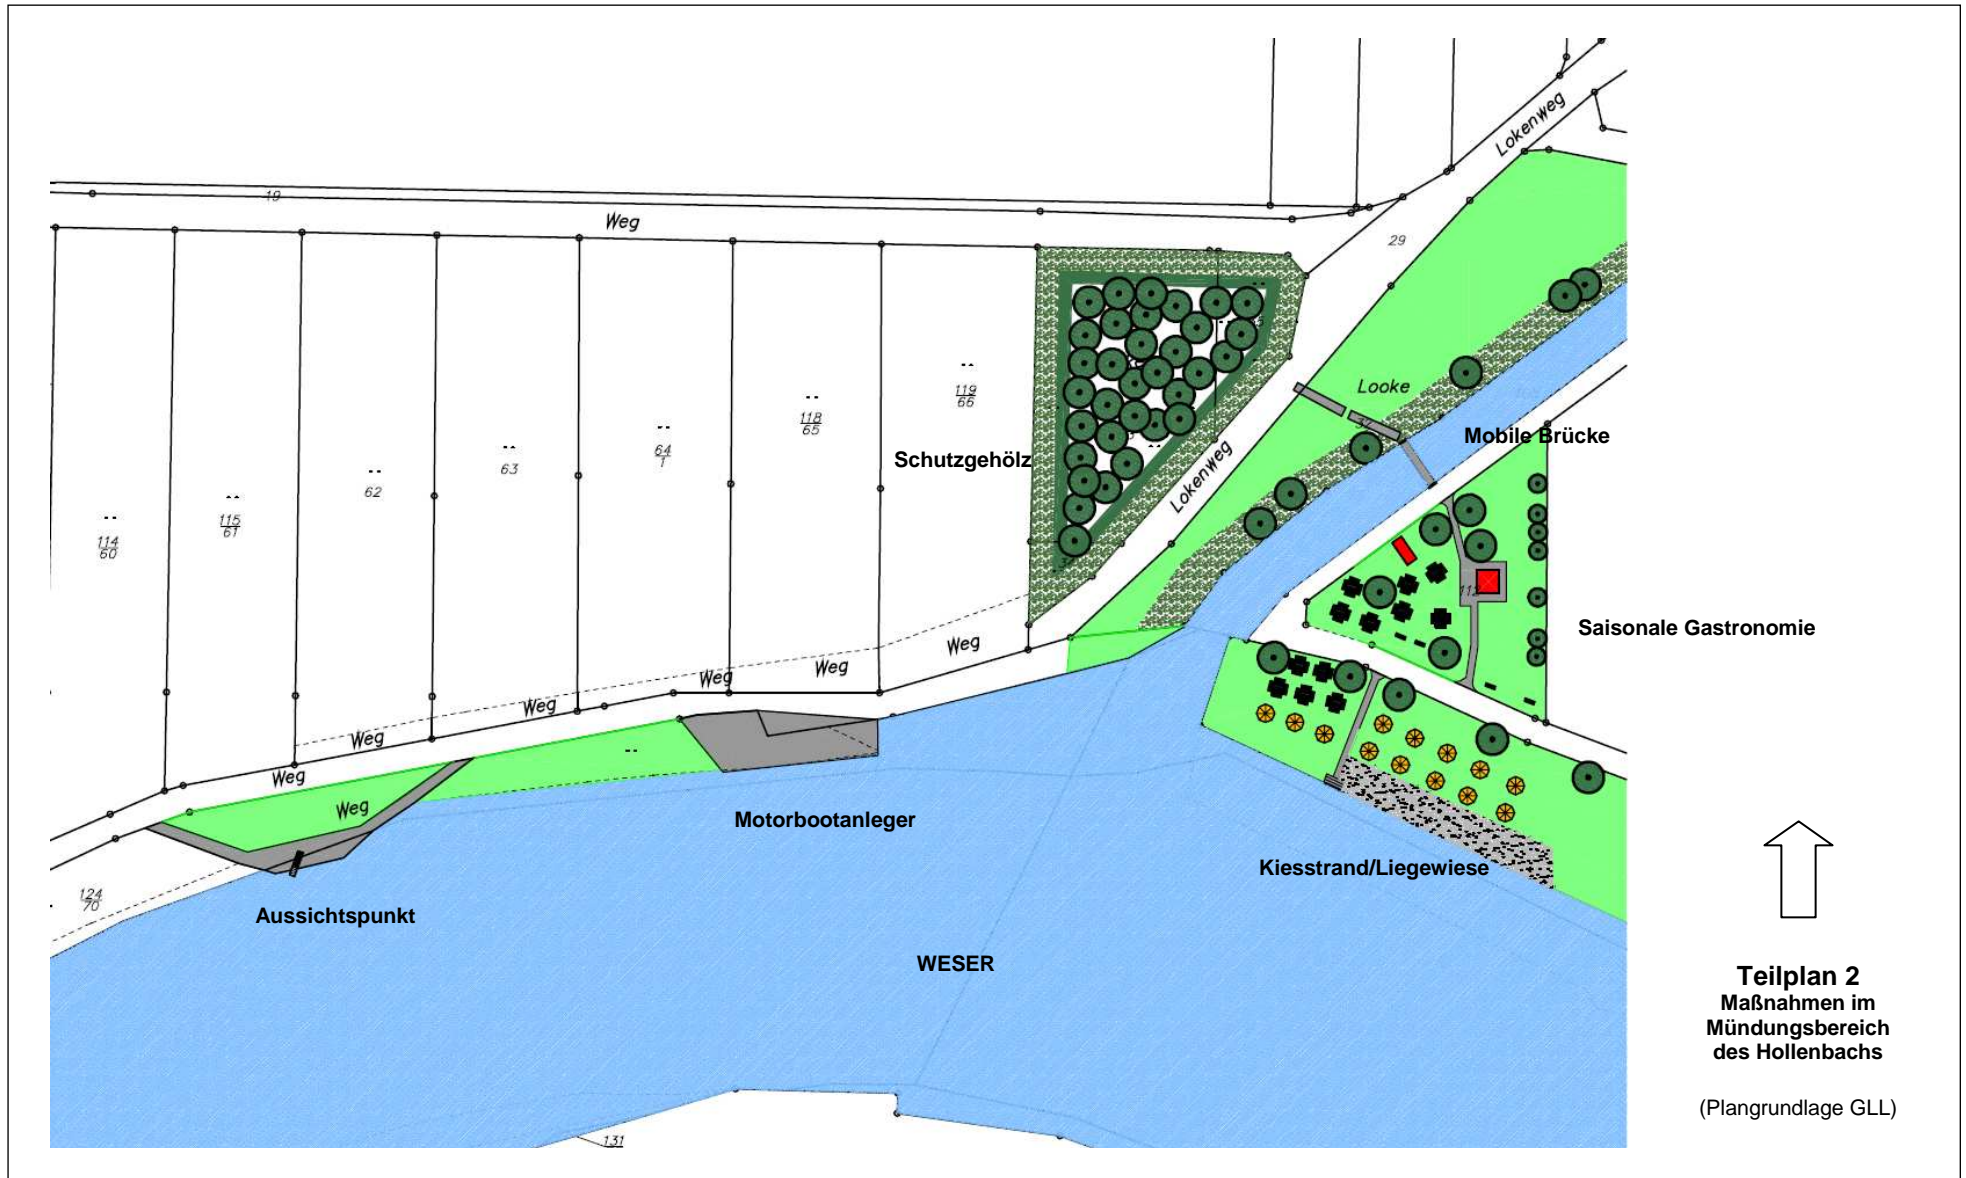 Lokenweg
19
Weg
29
Looke
Mobile Brücke
119
66
118
65
64
1
63
62
115
61
114
60
Schutzgehölz
Lokenweg
112
Saisonale Gastronomie
Weg
Weg
Weg
Weg
Weg
Weg
Weg
Motorbootanleger
Kiesstrand/Liegewiese
124
70
Aussichtspunkt
WESER
131
Teilplan 2
Maßnahmen im
Mündungsbereich
des Hollenbachs
(Plangrundlage GLL)